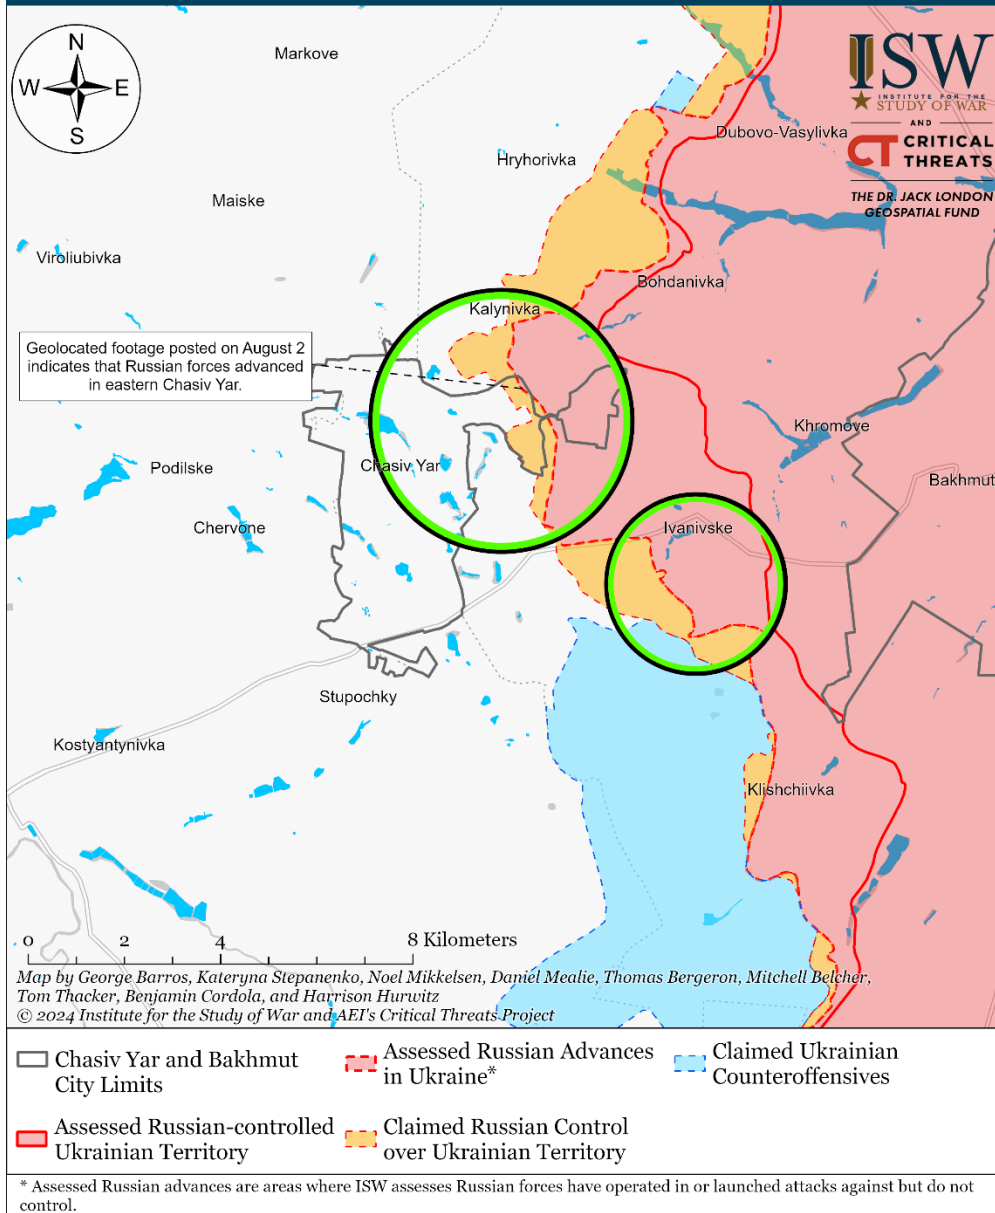 N
W
E
S
Markove
ISW
INSTITUTE FOR THE
STUDY OF WAR
AND
CT CRITICAL
THREATS
THE DR. JACK LONDON
GEOSPATIAL FUND
Dubovo-Vasylivka
Hryhorivka
Maiske
Viroliubivka
Bohdanivka
Kalynivka
Geolocated footage posted on August 2
indicates that Russian forces advanced
in eastern Chasiv Yar.
Khromove
Podilske
Chasiv Yar
Bakhmut
Chervone
Ivanivske
Stupochky
Kostyantynivka
Klishchiivka
0 2 4 8 Kilometers
Map by George Barros, Kateryna Stepanenko, Noel Mikkelsen, Daniel Mealie, Thomas Bergeron, Mitchell Belcher,
Tom Thacker, Benjamin Cordola, and Harrison Hurwitz
© 2024 Institute for the Study of War and AEI's Critical Threats Project
Chasiv Yar and Bakhmut
City Limits
Assessed Russian Advances
in Ukraine*
Claimed Ukrainian
Counteroffensives
Assessed Russian-controlled
Ukrainian Territory
Claimed Russian Control
over Ukrainian Territory
* Assessed Russian advances are areas where ISW assesses Russian forces have operated in or launched attacks against but do not
control.